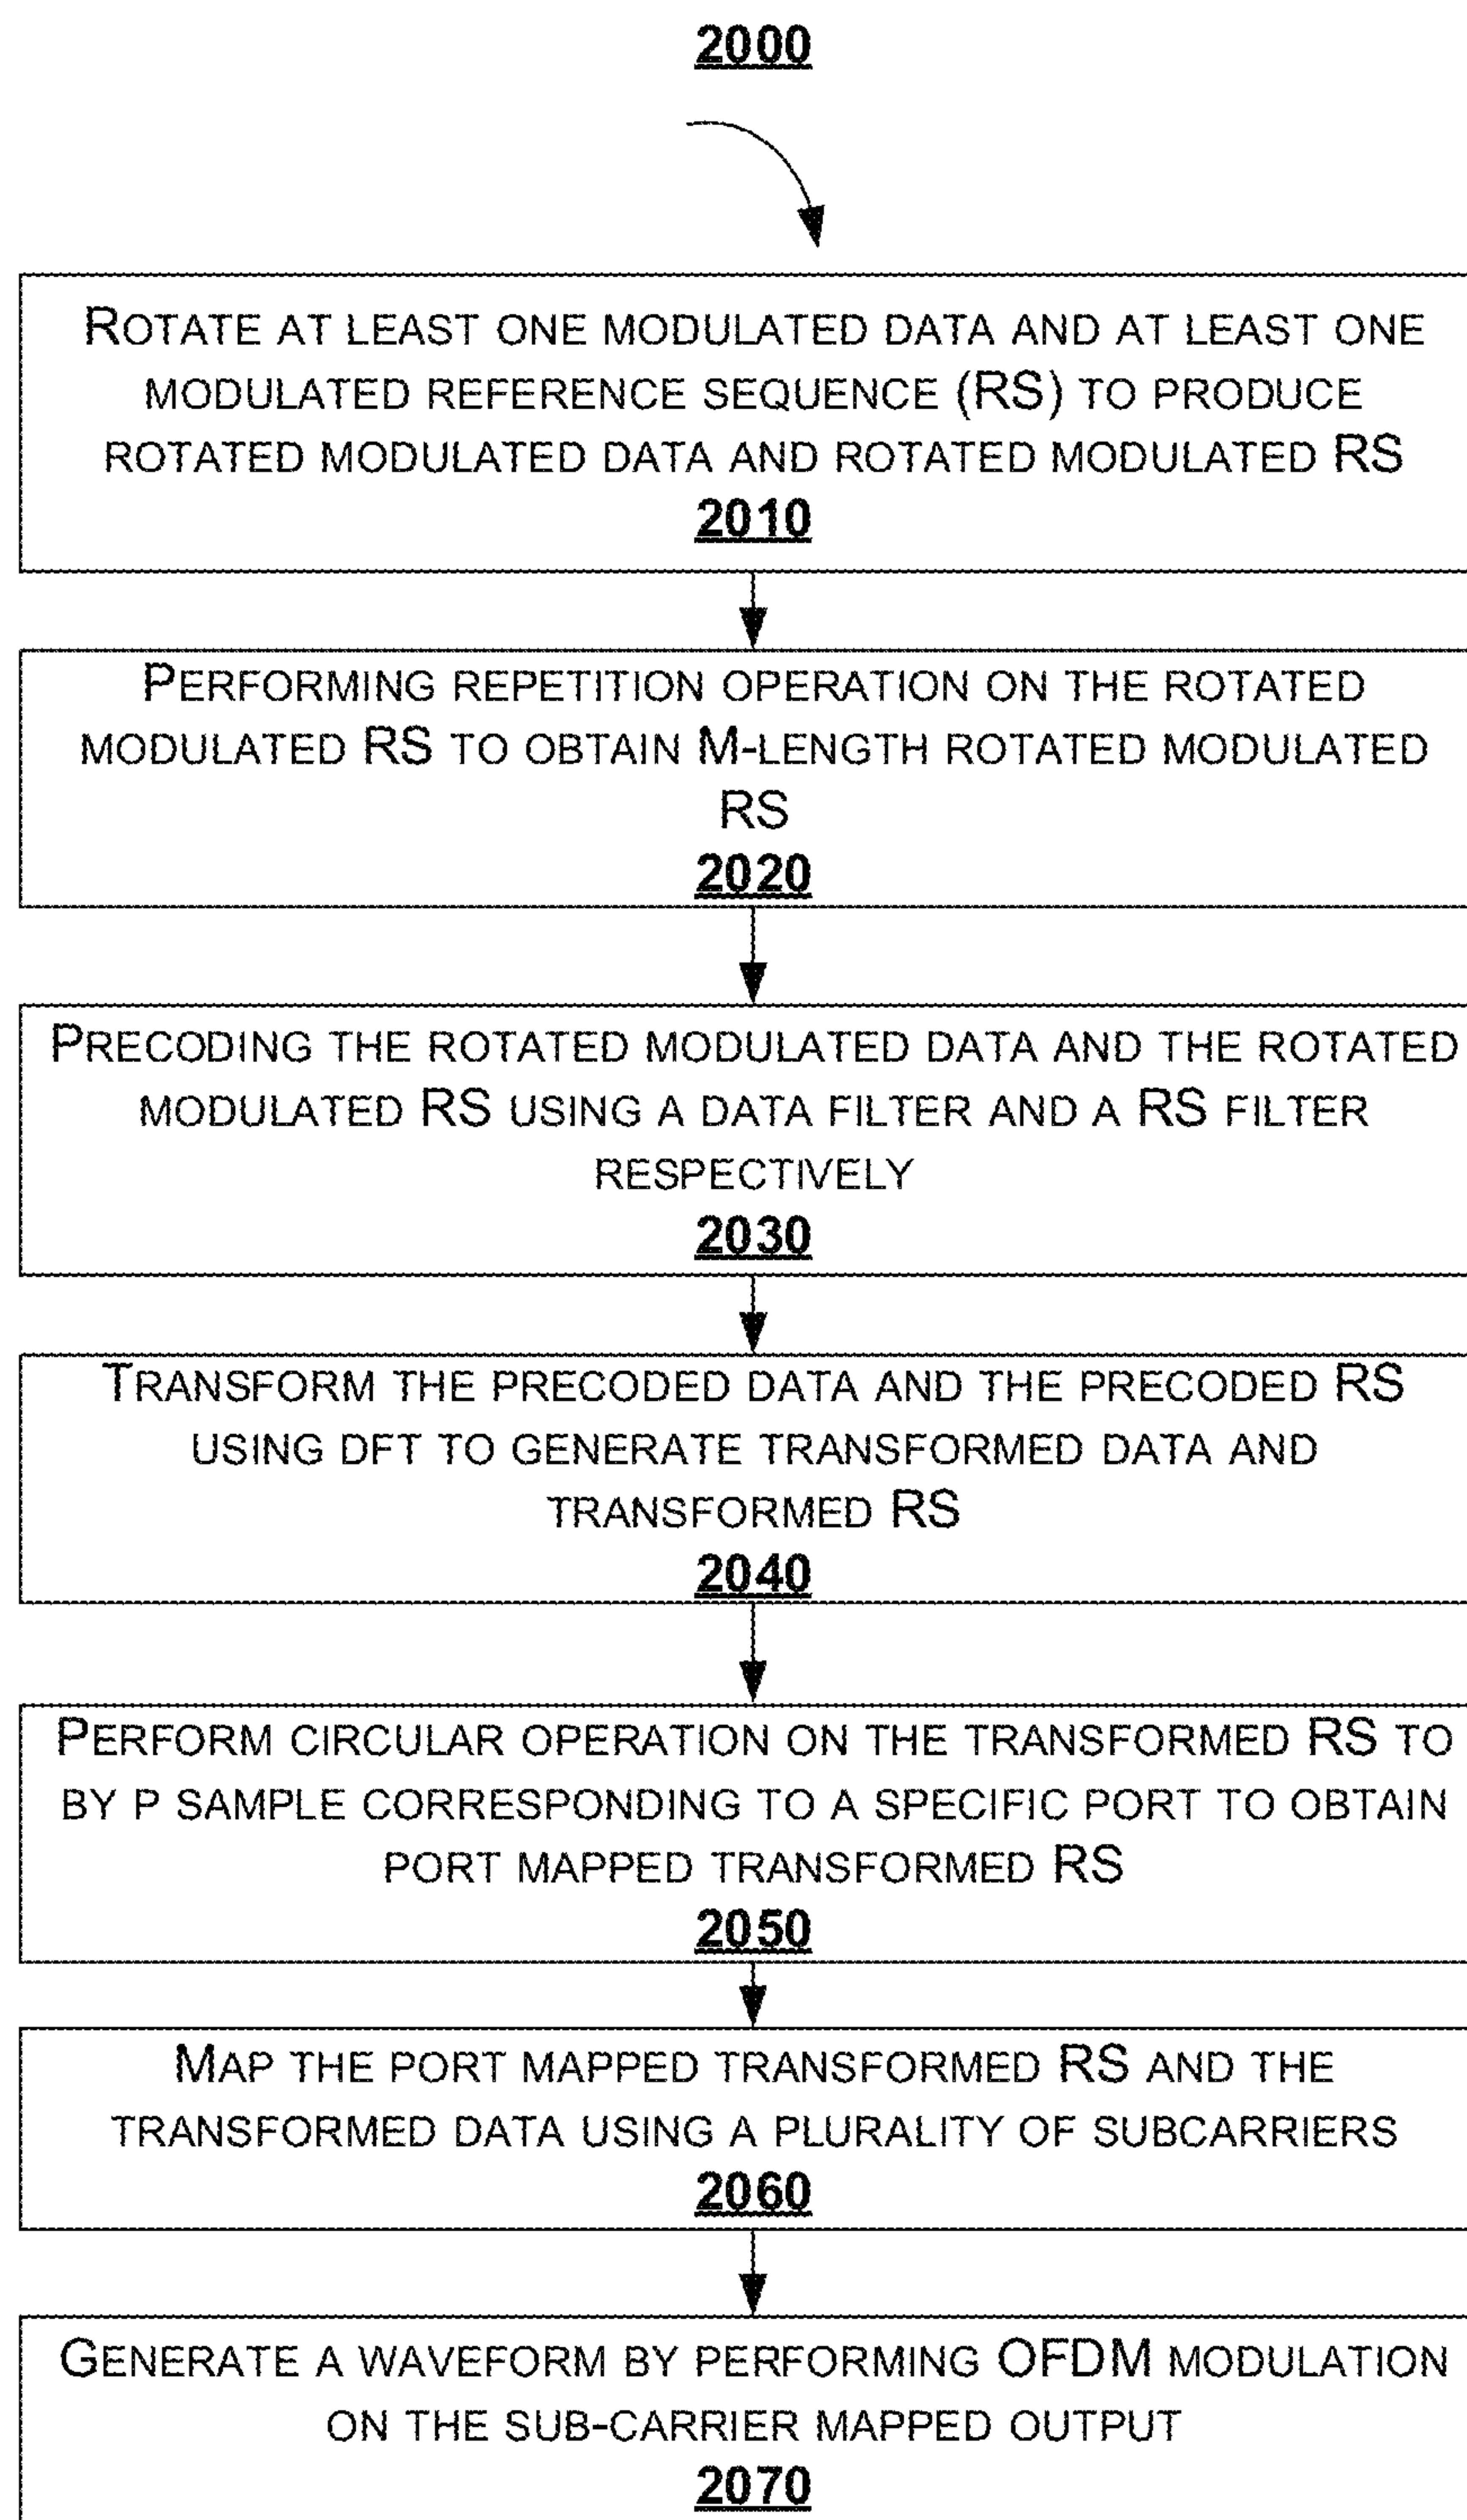 2000
ROTATE AT LEAST ONE MODULATED DATA AND AT LEAST ONE
MODULATED REFERENCE SEQUENCE (RS) TO PRODUCE
ROTATED MODULATED DATA AND ROTATED MODULATED RS
2010
PERFORMING REPETITION OPERATION ON THE ROTATED
MODULATED RS TO OBTAIN M-LENGTH ROTATED MODULATED
RS
2020
PRECODING THE ROTATED MODULATED DATA AND THE ROTATED
MODULATED RS USING A DATA FILTER AND A RS FILTER
RESPECTIVELY
2030
TRANSFORM THE PRECODED DATA AND THE PRECODED RS
USING DFT TO GENERATE TRANSFORMED DATA AND
TRANSFORMED RS
2040
PERFORM CIRCULAR OPERATION ON THE TRANSFORMED RS TO
BY P SAMPLE CORRESPONDING TO A SPECIFIC PORT TO OBTAIN
PORT MAPPED TRANSFORMED RS
2050
MAP THE PORT MAPPED TRANSFORMED RS AND THE
TRANSFORMED DATA USING A PLURALITY OF SUBCARRIERS
2060
GENERATE A WAVEFORM BY PERFORMING OFDM MODULATION
ON THE SUB-CARRIER MAPPED OUTPUT
2070